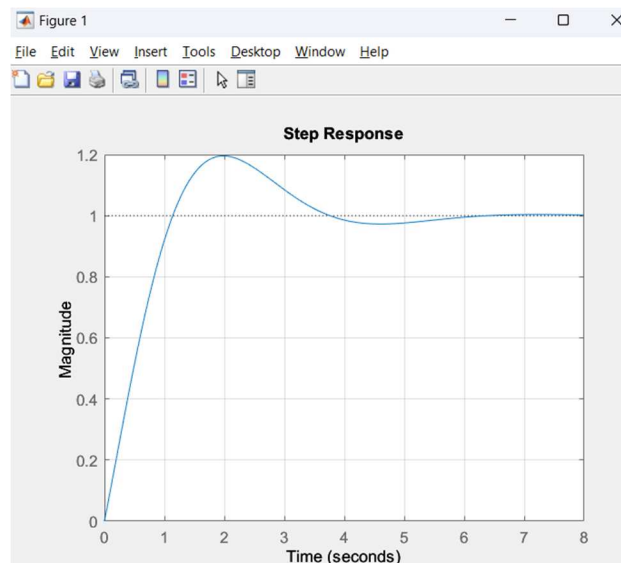 Figure 1
File Edit View Insert Tools Desktop Window Help
Step Response
1.2
1
0.8
0.6
0.4
0.2
0
Magnitude
0 1 2 3 4 5 6 7 8
Time (seconds)